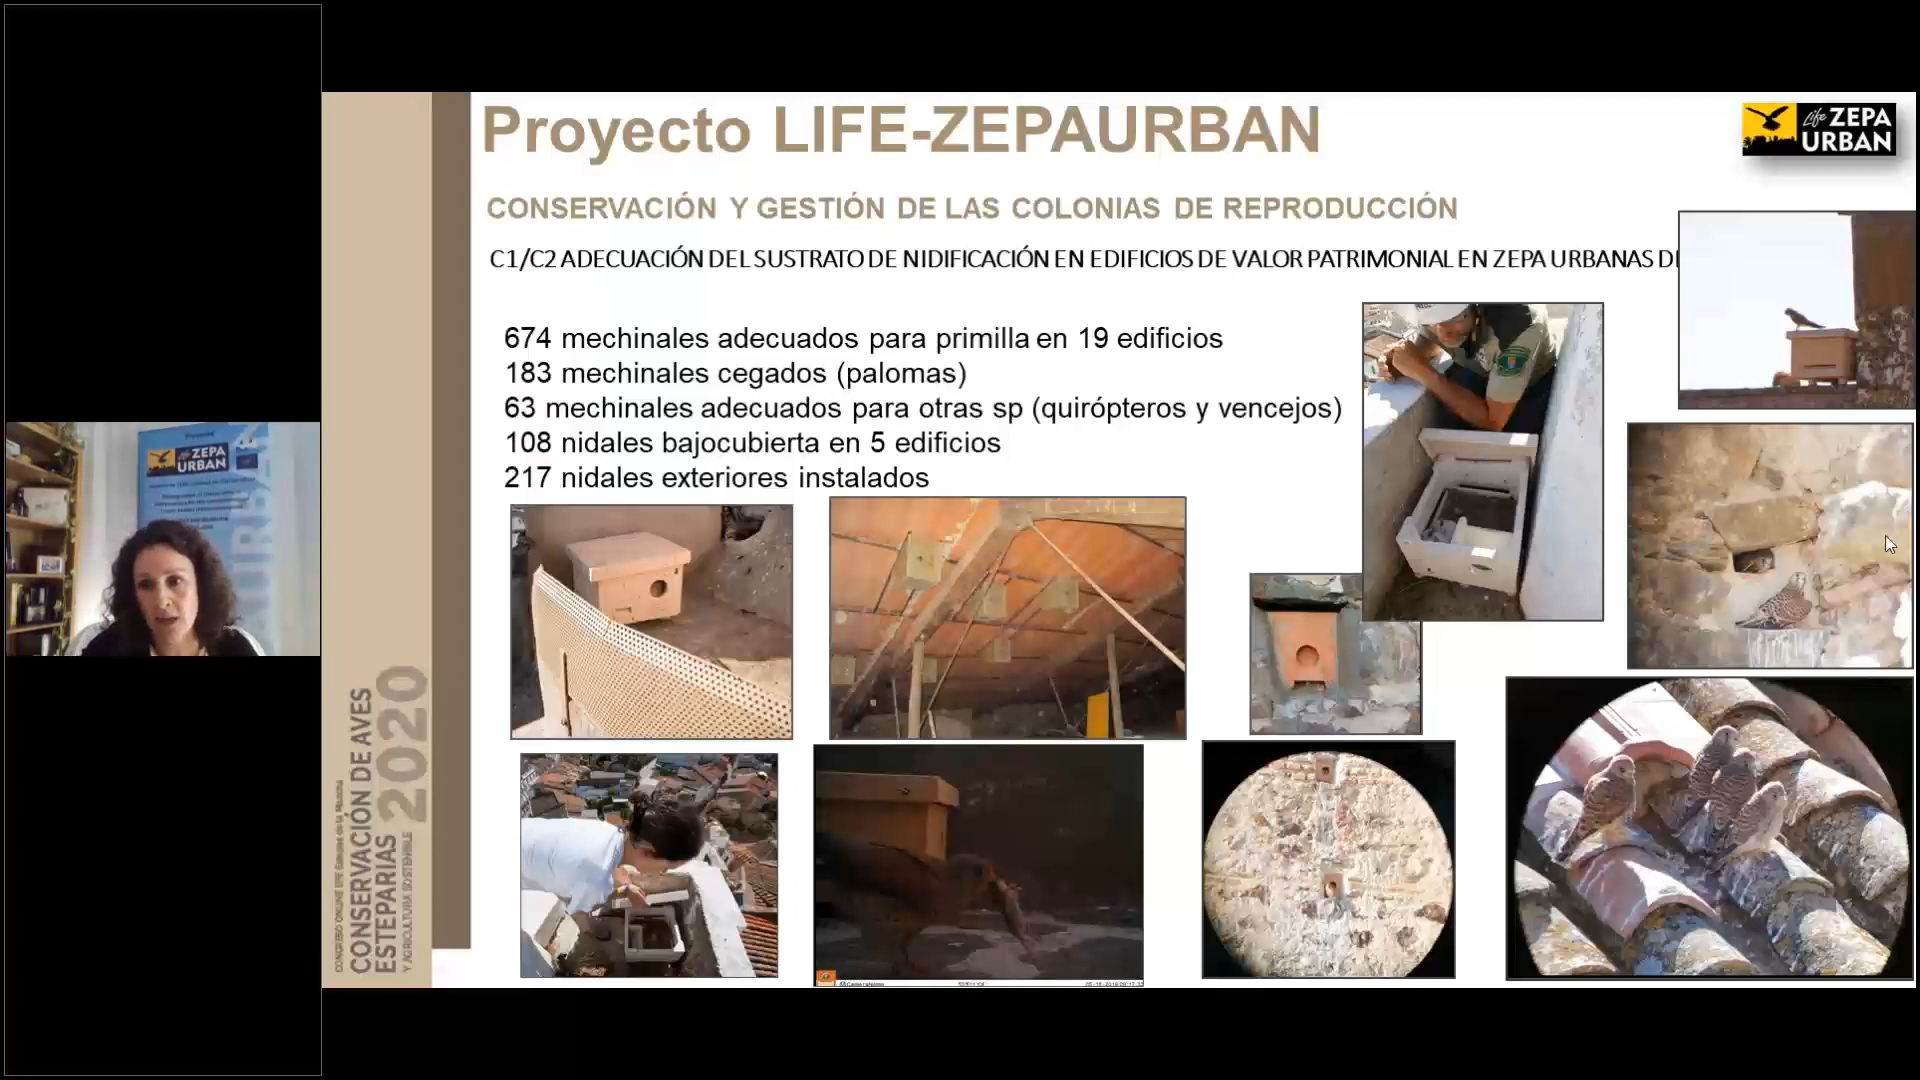 Proyecto LIFE-ZEPAURBAN
Life ZEPA
URBAN
CONSERVACIÓN Y GESTIÓN DE LAS COLONIAS DE REPRODUCCIÓN
C1/C2 ADECUACIÓN DEL SUSTRATO DE NIDIFICACIÓN EN EDIFICIOS DE VALOR PATRIMONIAL EN ZEPA URBANAS DE
674 mechinales adecuados para primilla en 19 edificios
183 mechinales cegados (palomas)
63 mechinales adecuados para otras sp (quirópteros y vencejos)
108 nidales bajocubierta en 5 edificios
217 nidales exteriores instalados
Proyecto
ZEPA
URBAN
CONSERVACIÓN DE AVES
ESTEPARIAS 2020
Y AGRICULTURA SOSTENIBLE